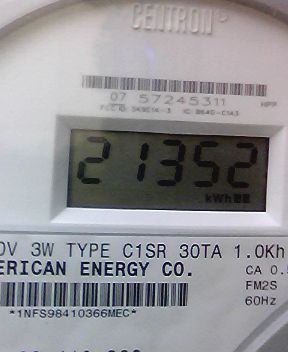 CENTRON
07 57245311
21352
kWh
3W TYPE C1SR 30TA 1.0Kh
ERICAN ENERGY CO.
CA 0.
FM2S
60Hz
*1NFS98410366MEC*